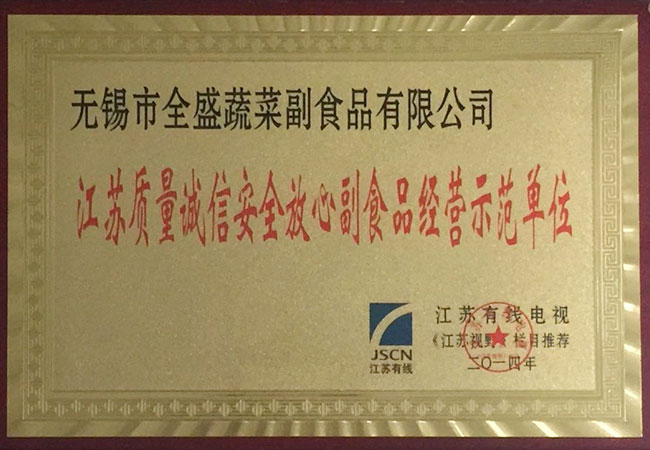 无锡市全盛蔬菜副食品有限公司
江苏质量诚信安全放心副食品经营示范单位
JSCN
江苏有线
江苏有线电视
《江苏视野》栏目推荐
二〇一四年